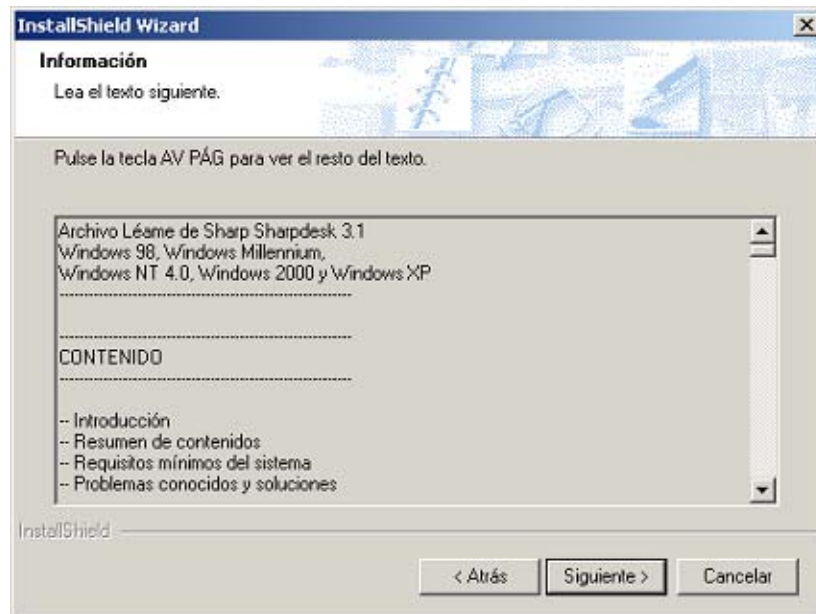 InstallShield Wizard
Información
Lea el texto siguiente.
Pulse la tecla AV PÁG para ver el resto del texto.
Archivo Léame de Sharp Sharpdesk 3.1
Windows 98, Windows Millennium,
Windows NT 4.0, Windows 2000 y Windows XP
------------------------------------------------------------
------------------------------------------------------------
CONTENIDO
------------------------------------------------------------
-- Introducción
-- Resumen de contenidos
-- Requisitos mínimos del sistema
-- Problemas conocidos y soluciones
InstallShield
< Atrás Siguiente > Cancelar